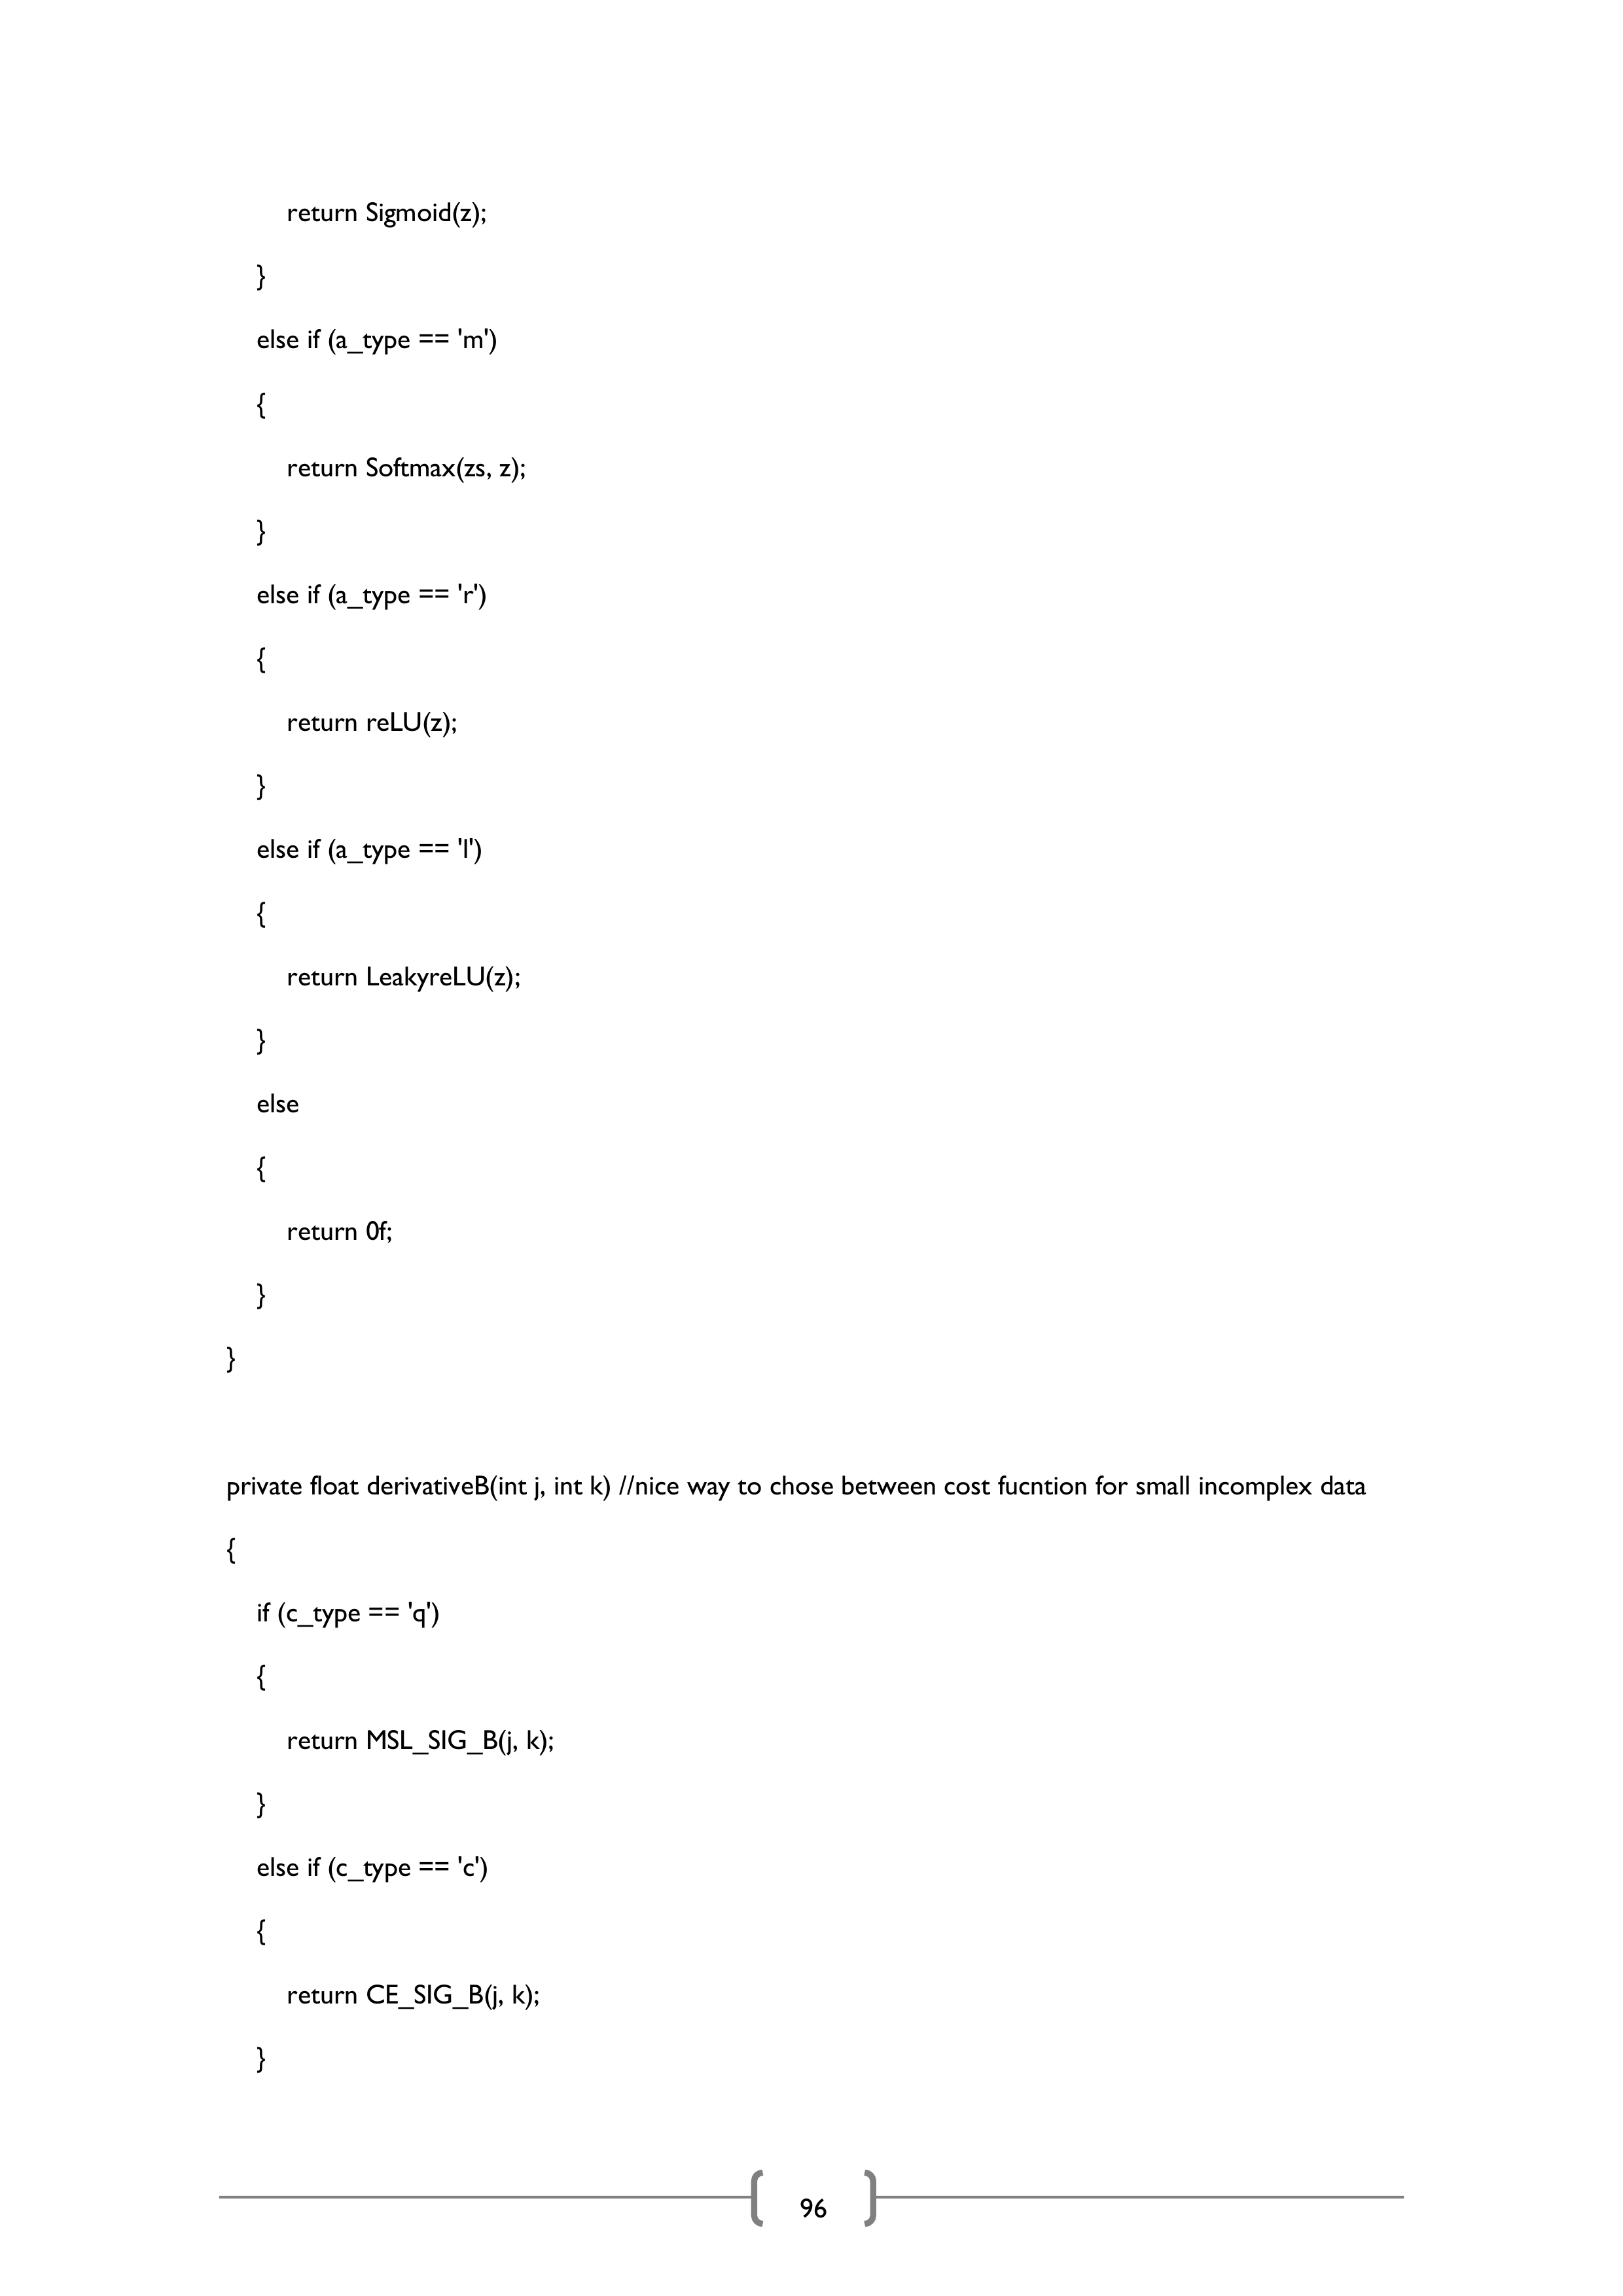 return Sigmoid(z);
}
else if (a_type == 'm')
{
return Softmax(zs, z);
}
else if (a_type == 'r')
{
return reLU(z);
}
else if (a_type == 'l')
{
return LeakyreLU(z);
}
else
{
return 0f;
}
}
private float derivativeB(int j, int k) //nice way to chose between cost fucntion for small incomplex data
{
if (c_type == 'q')
{
return MSL_SIG_B(j, k);
}
else if (c_type == 'c')
{
return CE_SIG_B(j, k);
}
96